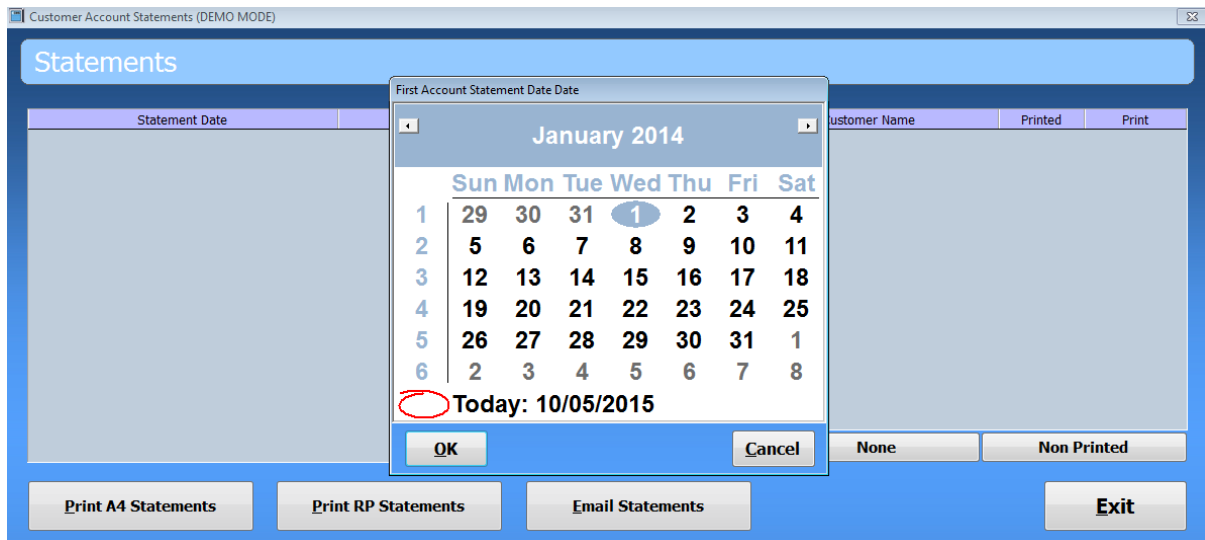 Customer Account Statements (DEMO MODE)
Statements
First Account Statement Date Date
Statement Date
Customer Name Printed Print
January 2014
Sun Mon Tue Wed Thu Fri Sat
1 29 30 31 1 2 3 4
2 5 6 7 8 9 10 11
3 12 13 14 15 16 17 18
4 19 20 21 22 23 24 25
5 26 27 28 29 30 31 1
6 2 3 4 5 6 7 8
Today: 10/05/2015
OK Cancel
None Non Printed
Print A4 Statements Print RP Statements Email Statements Exit